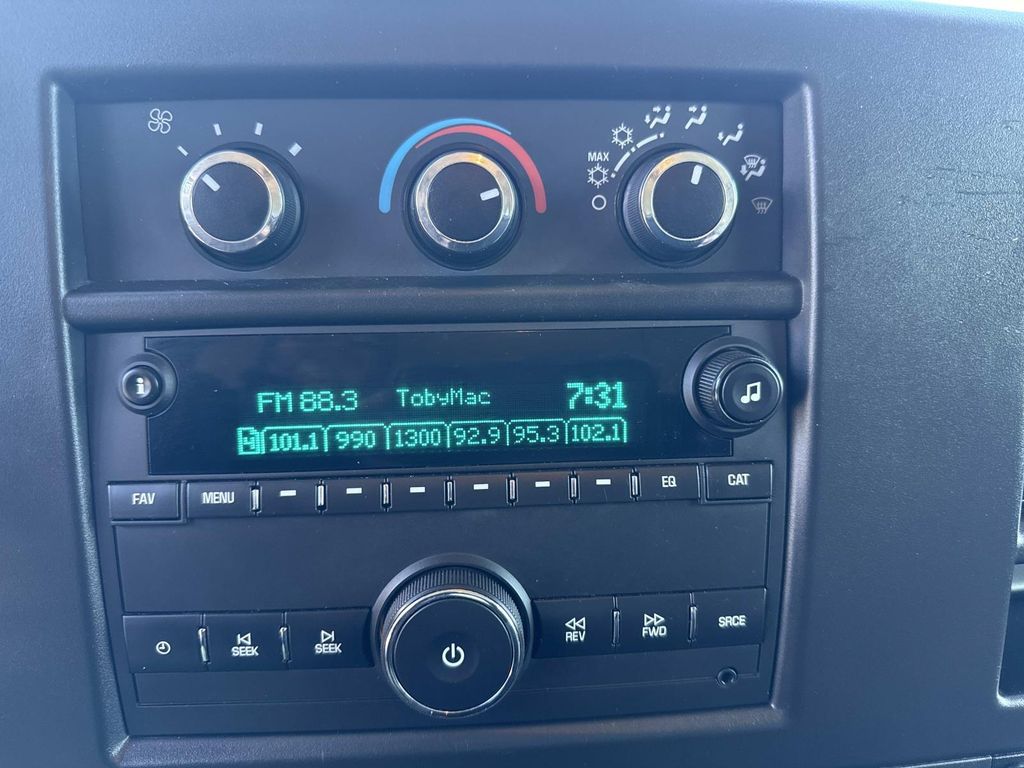 MAX
FM 88.3 TobyMac 7:31
4 101.1 990 1300 92.9 95.3 102.1
FAV MENU EQ CAT
SEEK SEEK REV FWD SRCE